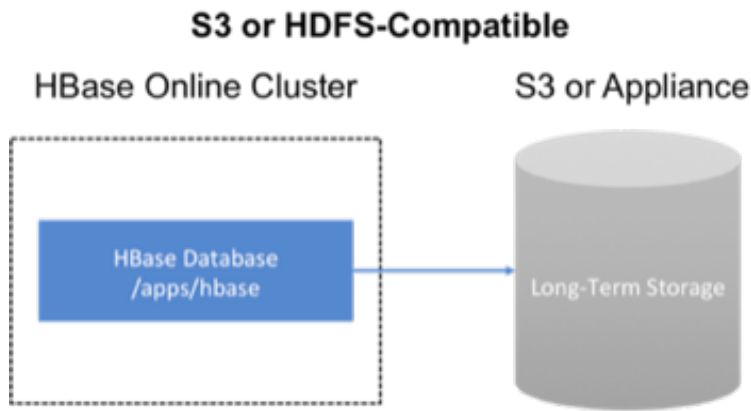 S3 or HDFS-Compatible
HBase Online Cluster
S3 or Appliance
HBase Database
/apps/hbase
Long-Term Storage